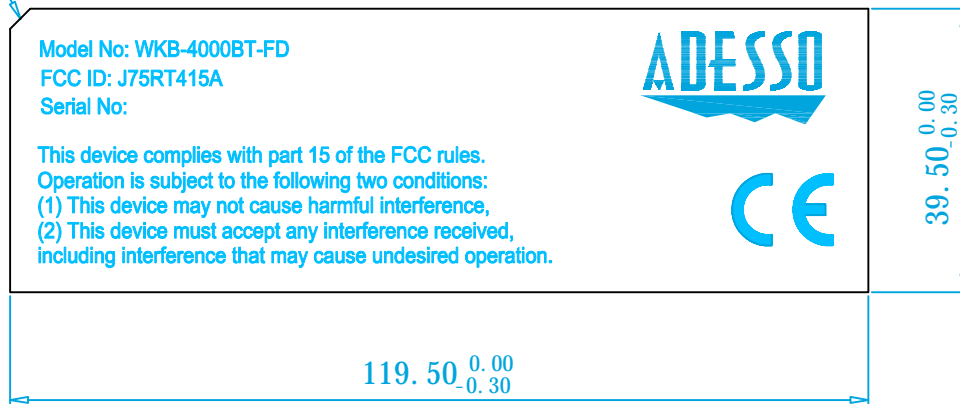 Model No: WKB-4000BT-FD
FCC ID: J75RT415A
Serial No:
ADESSO
This device complies with part 15 of the FCC rules.
Operation is subject to the following two conditions:
(1) This device may not cause harmful interference,
(2) This device must accept any interference received,
including interference that may cause undesired operation.
CE
39.50 0.00
-0.30
119.50 0.00
-0.30